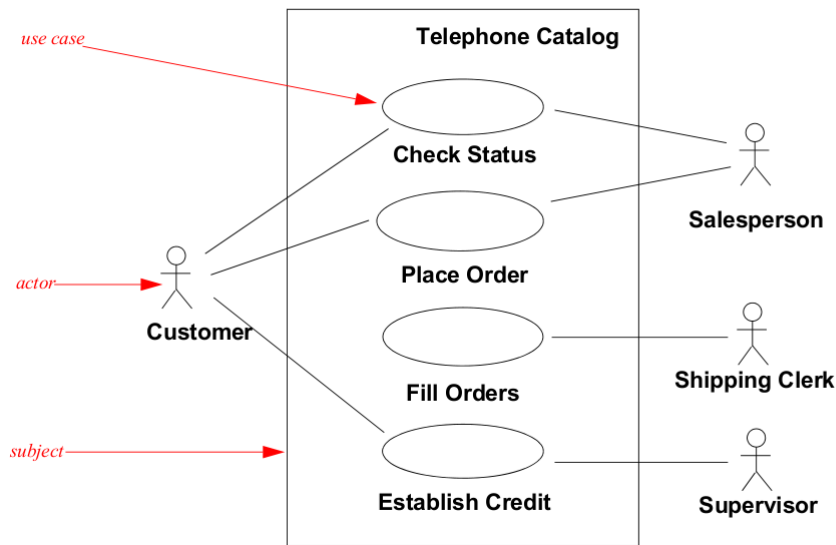 Telephone Catalog
use case
Check Status
Salesperson
Place Order
actor
Customer
Shipping Clerk
Fill Orders
subject
Establish Credit
Supervisor